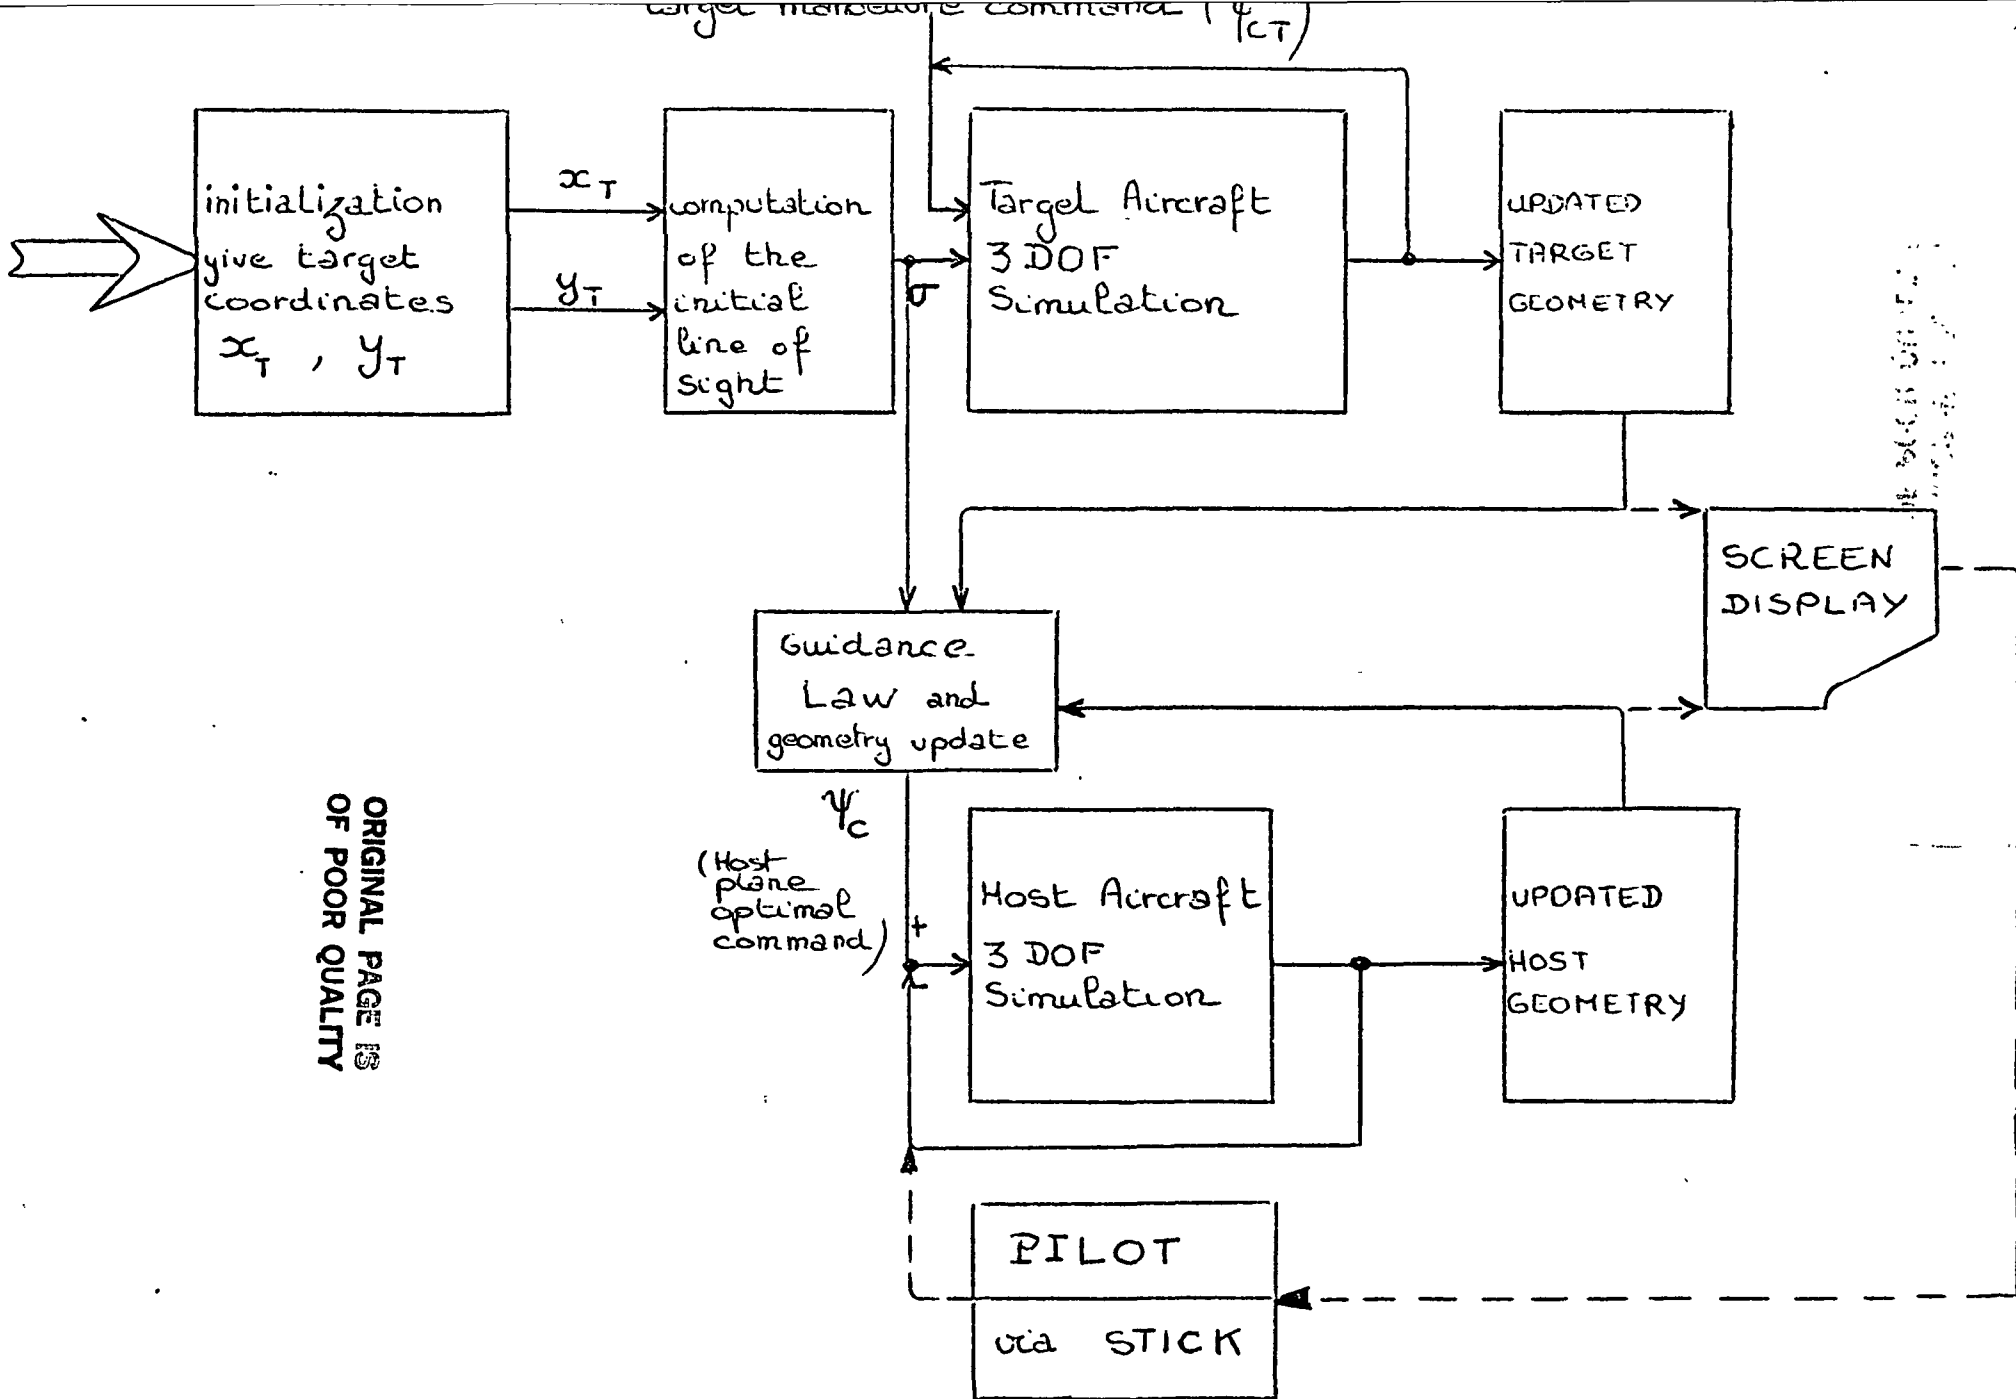 target manoeuvre command (ψCT)
initialization
give target
coordinates
xT , yT
xT
yT
computation
of the
initial
line of
sight
σ
Target Aircraft
3 DOF
Simulation
UPDATED
TARGET
GEOMETRY
SCREEN
DISPLAY
Guidance
Law and
geometry update
ψC
(Host
plane
optimal
command)
+
-
Host Aircraft
3 DOF
Simulation
UPDATED
HOST
GEOMETRY
PILOT
via STICK
ORIGINAL PAGE IS
OF POOR QUALITY